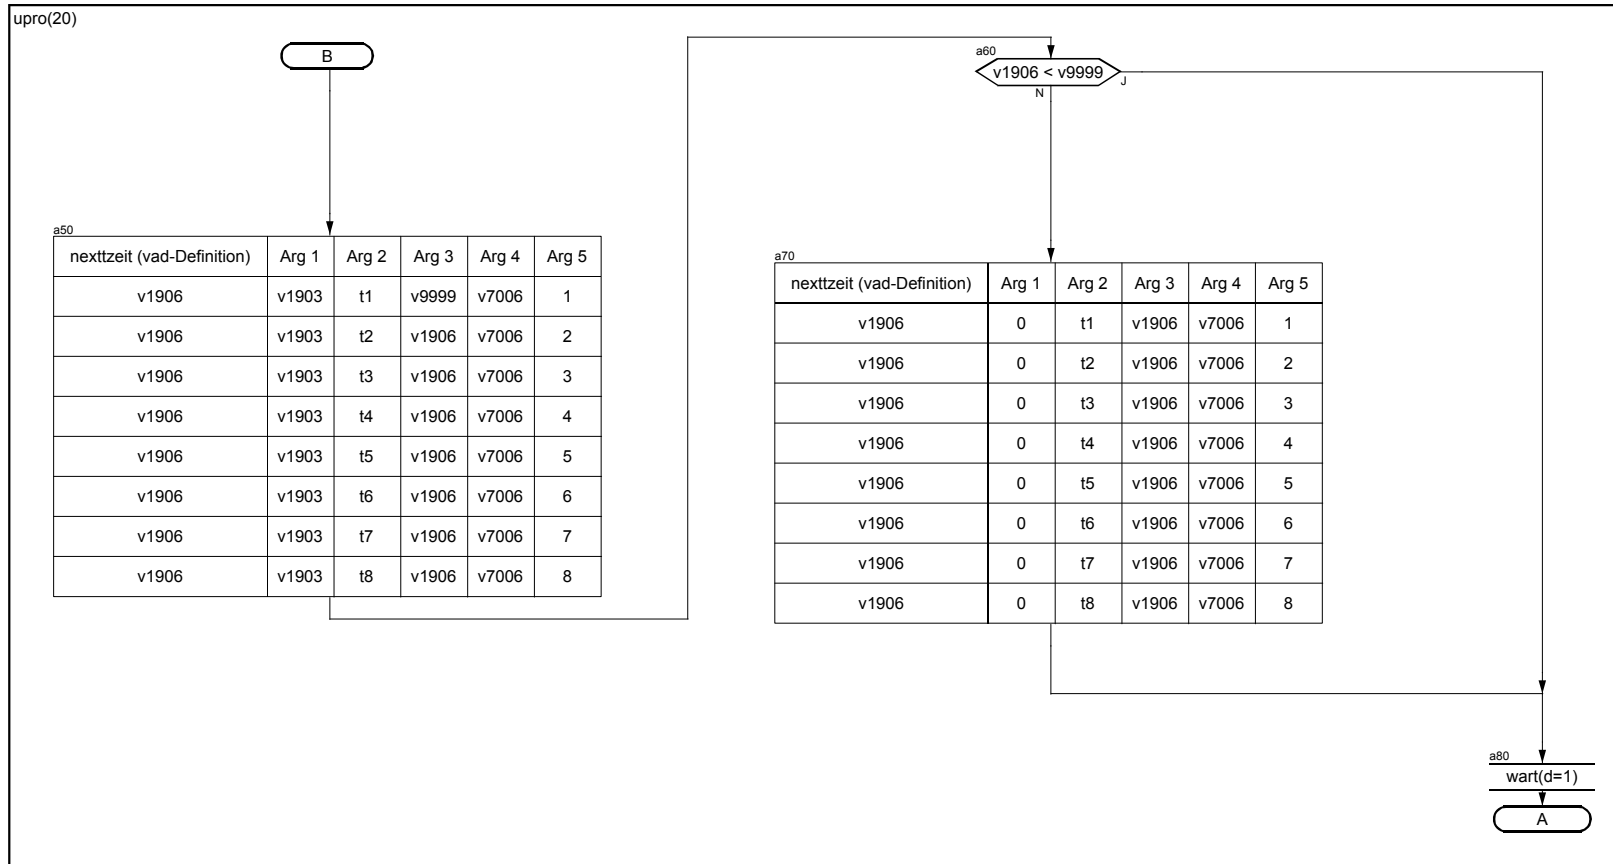 upro(20)
B
a50
nexttzeit (vad-Definition) Arg 1 Arg 2 Arg 3 Arg 4 Arg 5
v1906 v1903 t1 v9999 v7006 1
v1906 v1903 t2 v1906 v7006 2
v1906 v1903 t3 v1906 v7006 3
v1906 v1903 t4 v1906 v7006 4
v1906 v1903 t5 v1906 v7006 5
v1906 v1903 t6 v1906 v7006 6
v1906 v1903 t7 v1906 v7006 7
v1906 v1903 t8 v1906 v7006 8
a60
v1906 < v9999
J
N
a70
nexttzeit (vad-Definition) Arg 1 Arg 2 Arg 3 Arg 4 Arg 5
v1906 0 t1 v1906 v7006 1
v1906 0 t2 v1906 v7006 2
v1906 0 t3 v1906 v7006 3
v1906 0 t4 v1906 v7006 4
v1906 0 t5 v1906 v7006 5
v1906 0 t6 v1906 v7006 6
v1906 0 t7 v1906 v7006 7
v1906 0 t8 v1906 v7006 8
a80
wart(d=1)
A